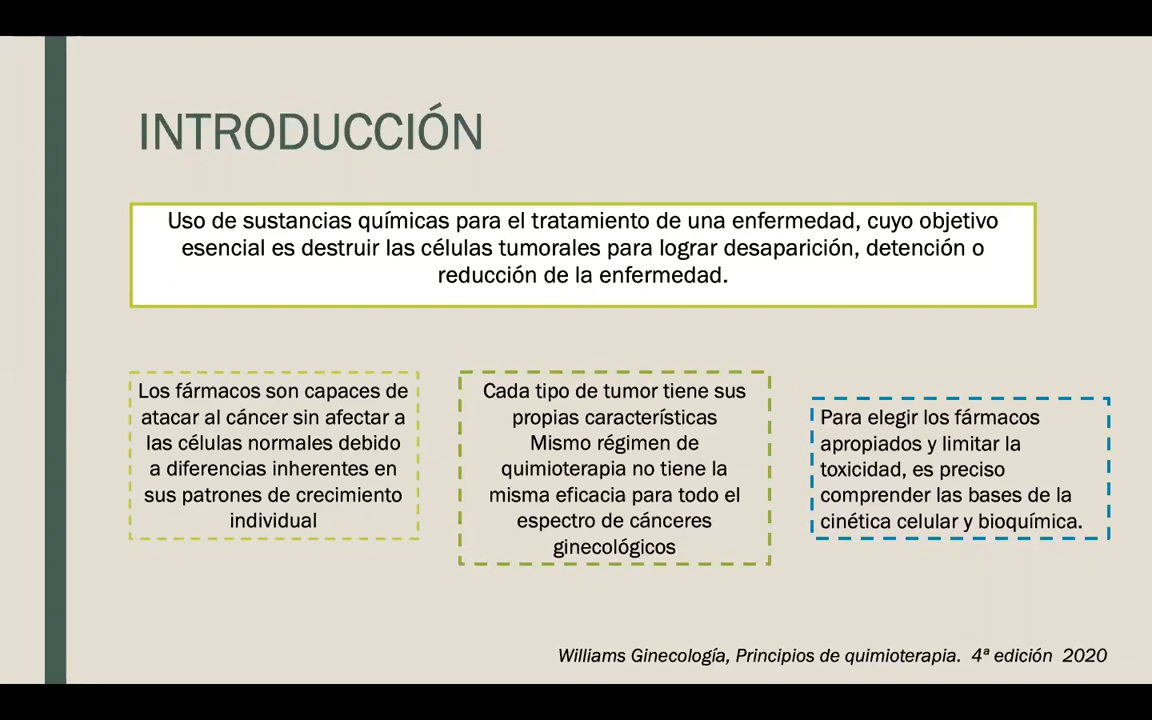 INTRODUCCIÓN
Uso de sustancias químicas para el tratamiento de una enfermedad, cuyo objetivo
esencial es destruir las células tumorales para lograr desaparición, detención o
reducción de la enfermedad.
Los fármacos son capaces de
atacar al cáncer sin afectar a
las células normales debido
a diferencias inherentes en
sus patrones de crecimiento
individual
Cada tipo de tumor tiene sus
propias características
Mismo régimen de
quimioterapia no tiene la
misma eficacia para todo el
espectro de cánceres
ginecológicos
Para elegir los fármacos
apropiados y limitar la
toxicidad, es preciso
comprender las bases de la
cinética celular y bioquímica.
Williams Ginecología, Principios de quimioterapia. 4ª edición 2020